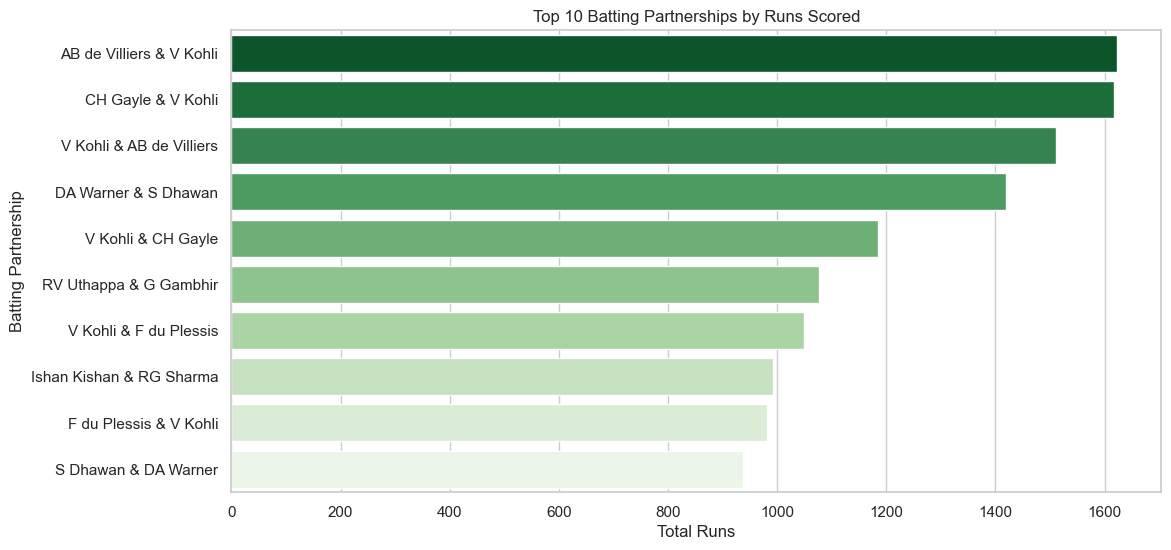 Top 10 Batting Partnerships by Runs Scored
Batting Partnership
AB de Villiers & V Kohli
CH Gayle & V Kohli
V Kohli & AB de Villiers
DA Warner & S Dhawan
V Kohli & CH Gayle
RV Uthappa & G Gambhir
V Kohli & F du Plessis
Ishan Kishan & RG Sharma
F du Plessis & V Kohli
S Dhawan & DA Warner
0 200 400 600 800 1000 1200 1400 1600
Total Runs